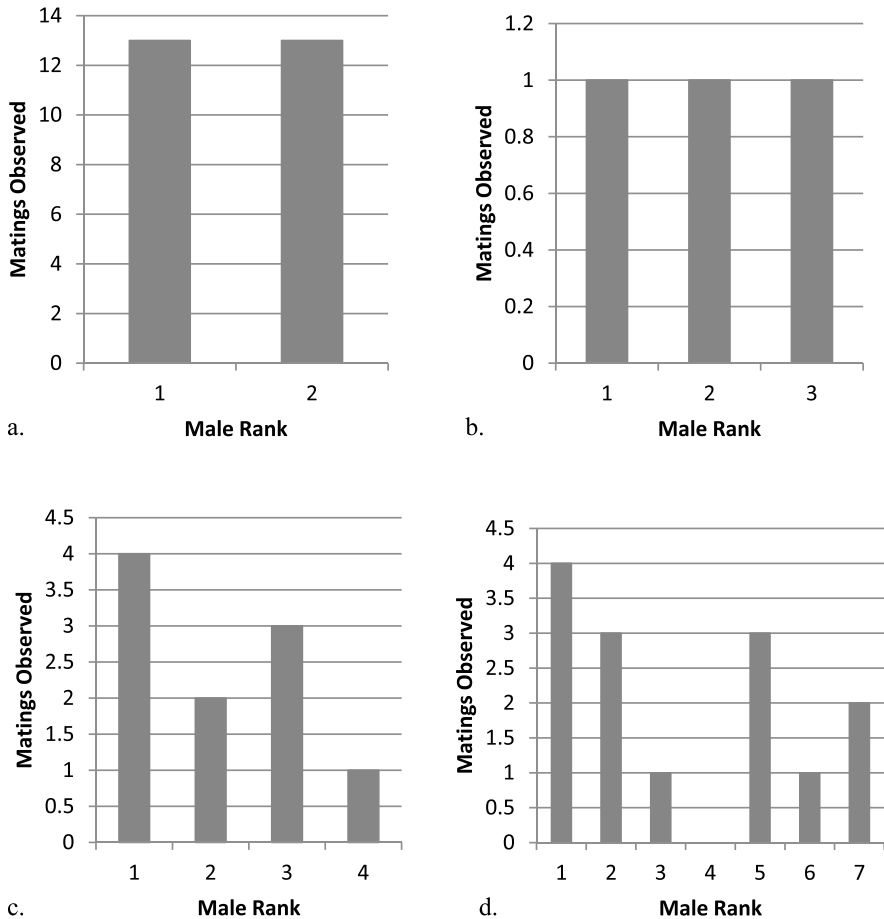 14
12
10
8
6
4
2
0
Matings Observed
1 2
Male Rank
a.
1.2
1
0.8
0.6
0.4
0.2
0
Matings Observed
1 2 3
Male Rank
b.
4.5
4
3.5
3
2.5
2
1.5
1
0.5
0
Matings Observed
1 2 3 4
Male Rank
c.
4.5
4
3.5
3
2.5
2
1.5
1
0.5
0
Matings Observed
1 2 3 4 5 6 7
Male Rank
d.